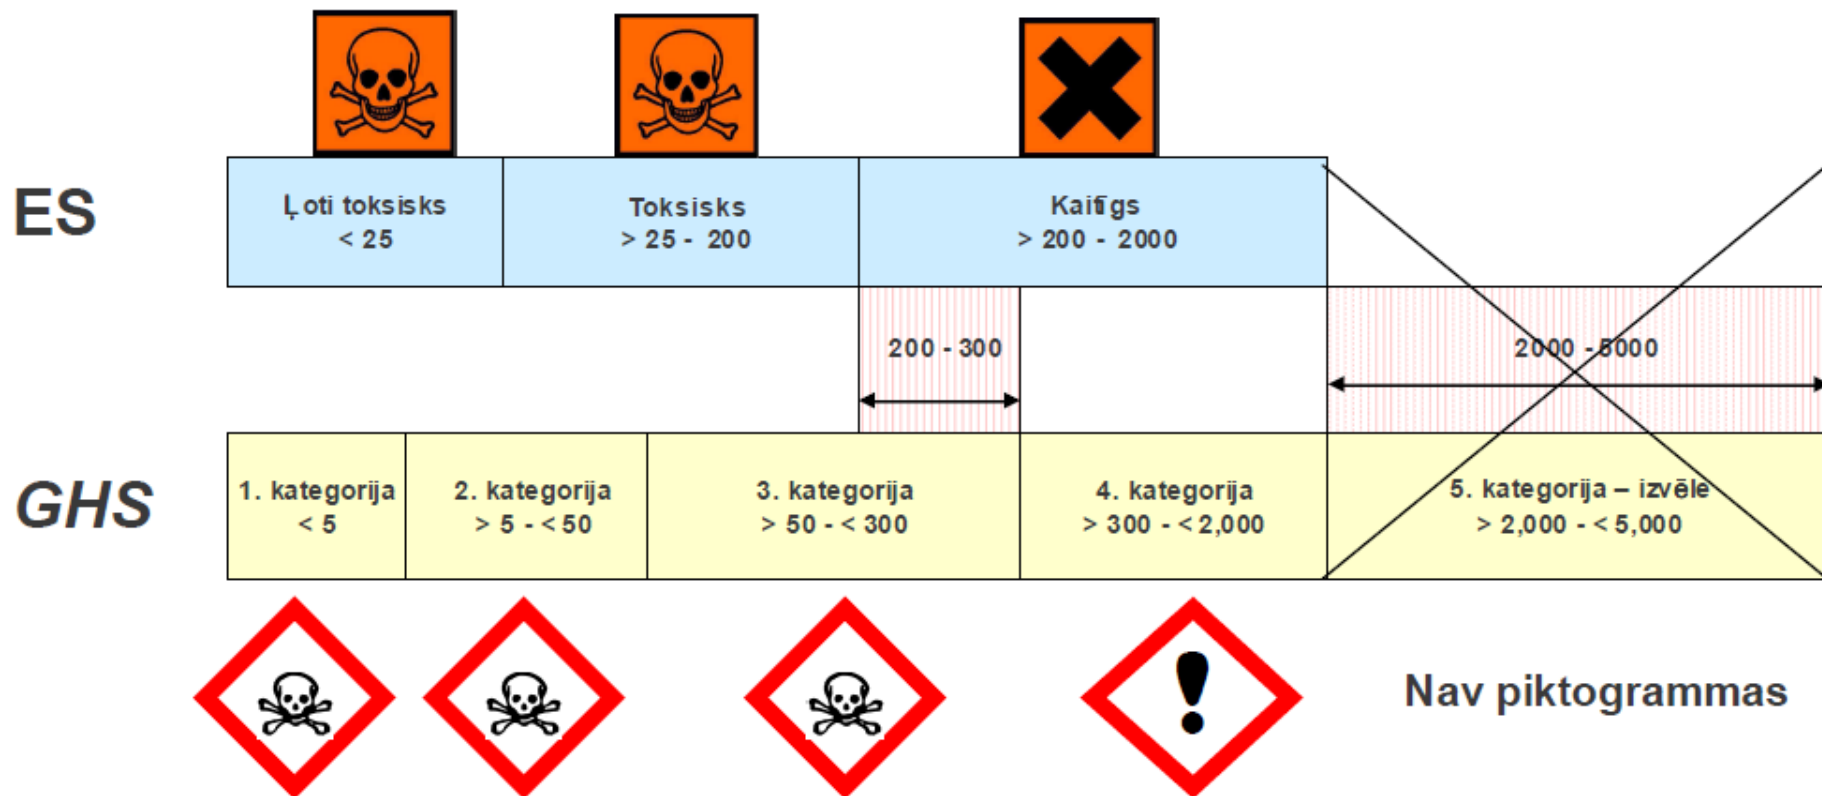 ES
Ļoti toksisks
< 25
Toksisks
> 25 - 200
Kaitīgs
> 200 - 2000
200 - 300
2000 - 5000
GHS
1. kategorija
< 5
2. kategorija
> 5 - < 50
3. kategorija
> 50 - < 300
4. kategorija
> 300 - < 2,000
5. kategorija – izvēle
> 2,000 - < 5,000
Nav piktogrammas